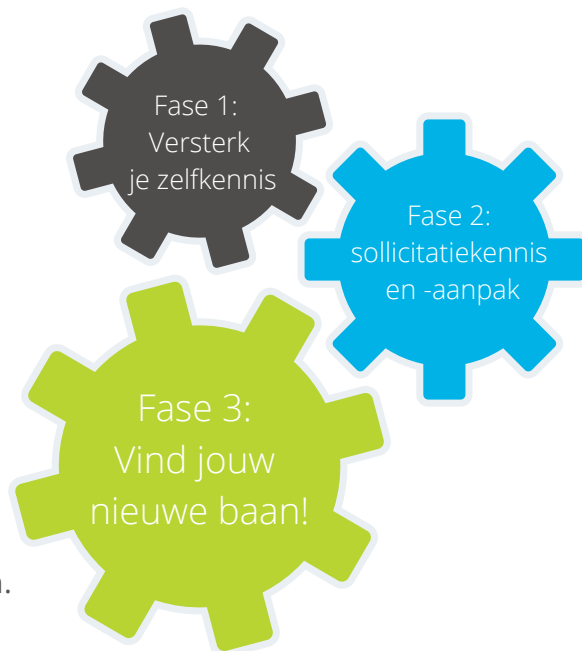 Fase 1:
Versterk
je zelfkennis
Fase 2:
sollicitatiekennis
en -aanpak
Fase 3:
Vind jouw
nieuwe baan!